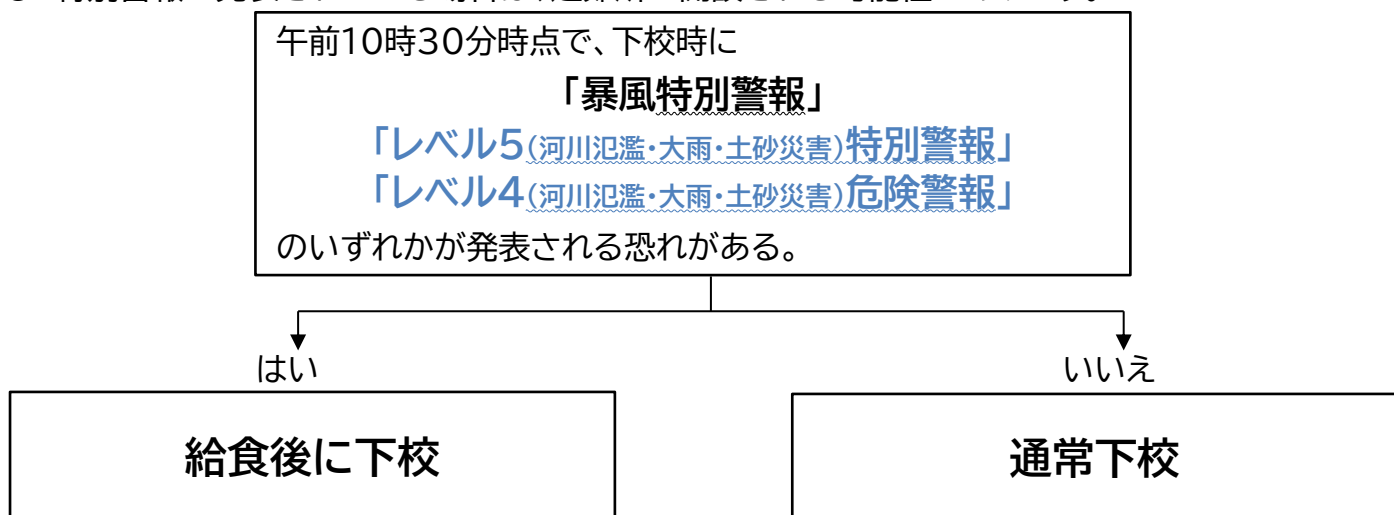 午前10時30分時点で、下校時に
「暴風特別警報」
「レベル5(河川氾濫・大雨・土砂災害)特別警報」
「レベル4(河川氾濫・大雨・土砂災害)危険警報」
のいずれかが発表される恐れがある。
はい
いいえ
給食後に下校
通常下校